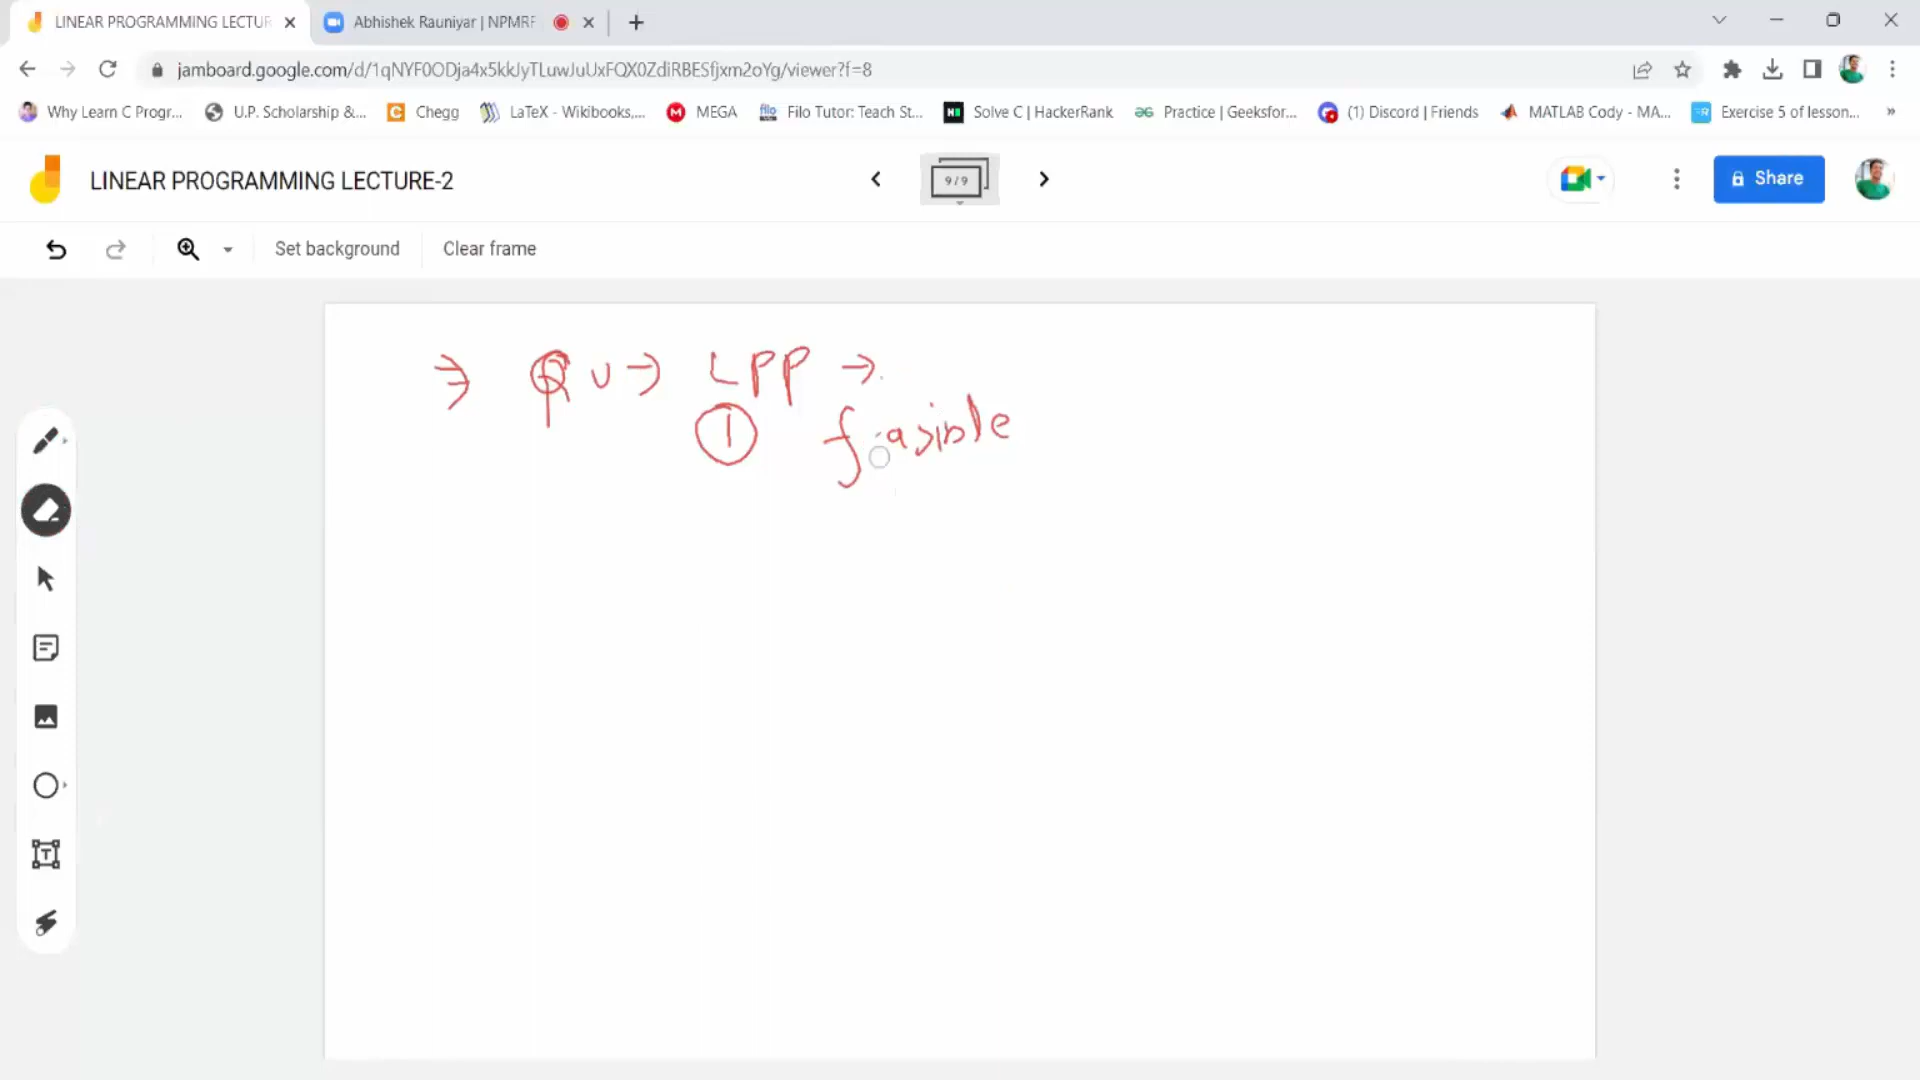 LINEAR PROGRAMMING LECTUR
Abhishek Rauniyar | NPMRF
jamboard.google.com/d/1qNYF0ODja4x5kkJyTLuwJuUxFQX0ZdiRBESfjxm2oYg/viewer?f=8
Why Learn C Progr... U.P. Scholarship &... Chegg LaTeX - Wikibooks,... MEGA Filo Tutor: Teach St... Solve C | HackerRank Practice | Geeksfor... (1) Discord | Friends MATLAB Cody - MA... Exercise 5 of lesson... »
LINEAR PROGRAMMING LECTURE-2
9/9
Share
Set background Clear frame
LPP →
① f asible